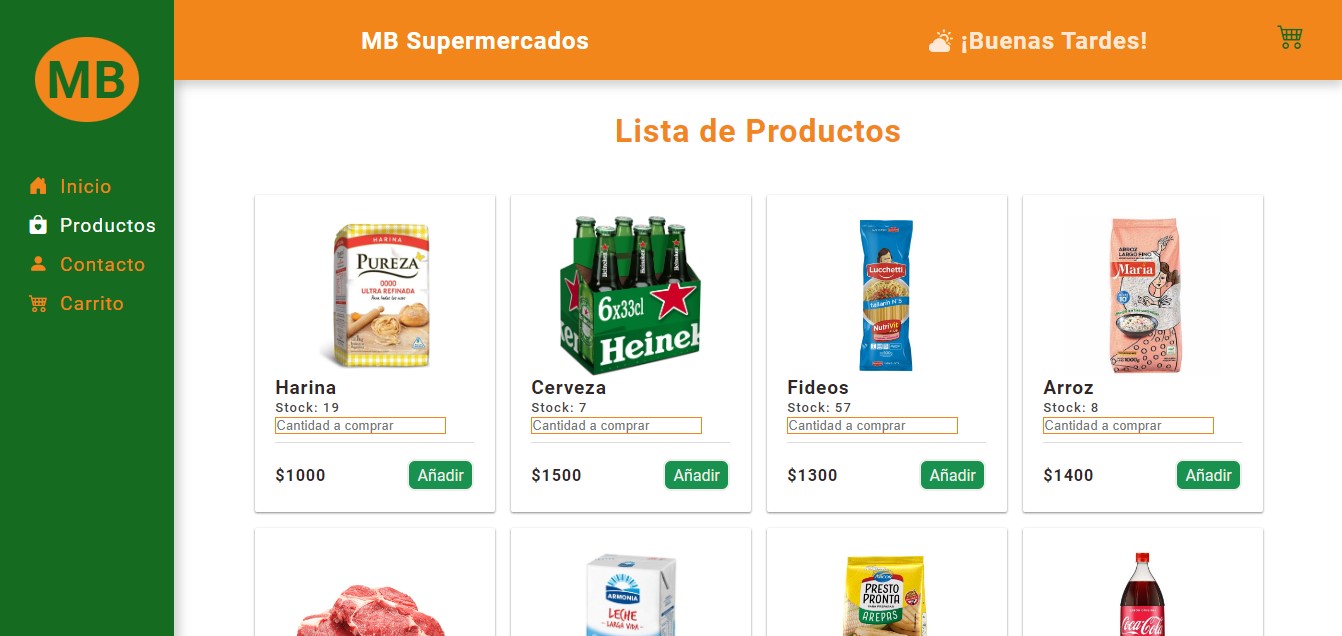 MB
MB Supermercados
¡Buenas Tardes!
Inicio
Productos
Contacto
Carrito
Lista de Productos
HARINA
PUREZA
0000
ULTRA REFINADA
6x33cl
Heinek
Lucchetti
NutriVit
ARROZ
LARGO FINO
Maria
Harina
Stock: 19
Cantidad a comprar
$1000
Añadir
Cerveza
Stock: 7
Cantidad a comprar
$1500
Añadir
Fideos
Stock: 57
Cantidad a comprar
$1300
Añadir
Arroz
Stock: 8
Cantidad a comprar
$1400
Añadir
ARMONIA
LECHE
LARGA VIDA
PRESTO
PRONTA
AREPAS
Coca-Cola